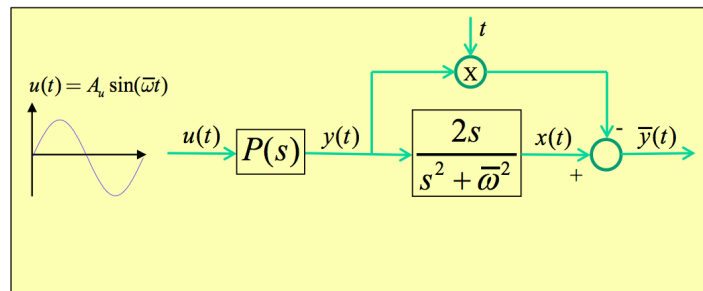 t
u(t) = A_u sin(ω̅t)
X
-
u(t)
P(s)
y(t)
2s
s² + ω̅²
x(t)
y̅(t)
+